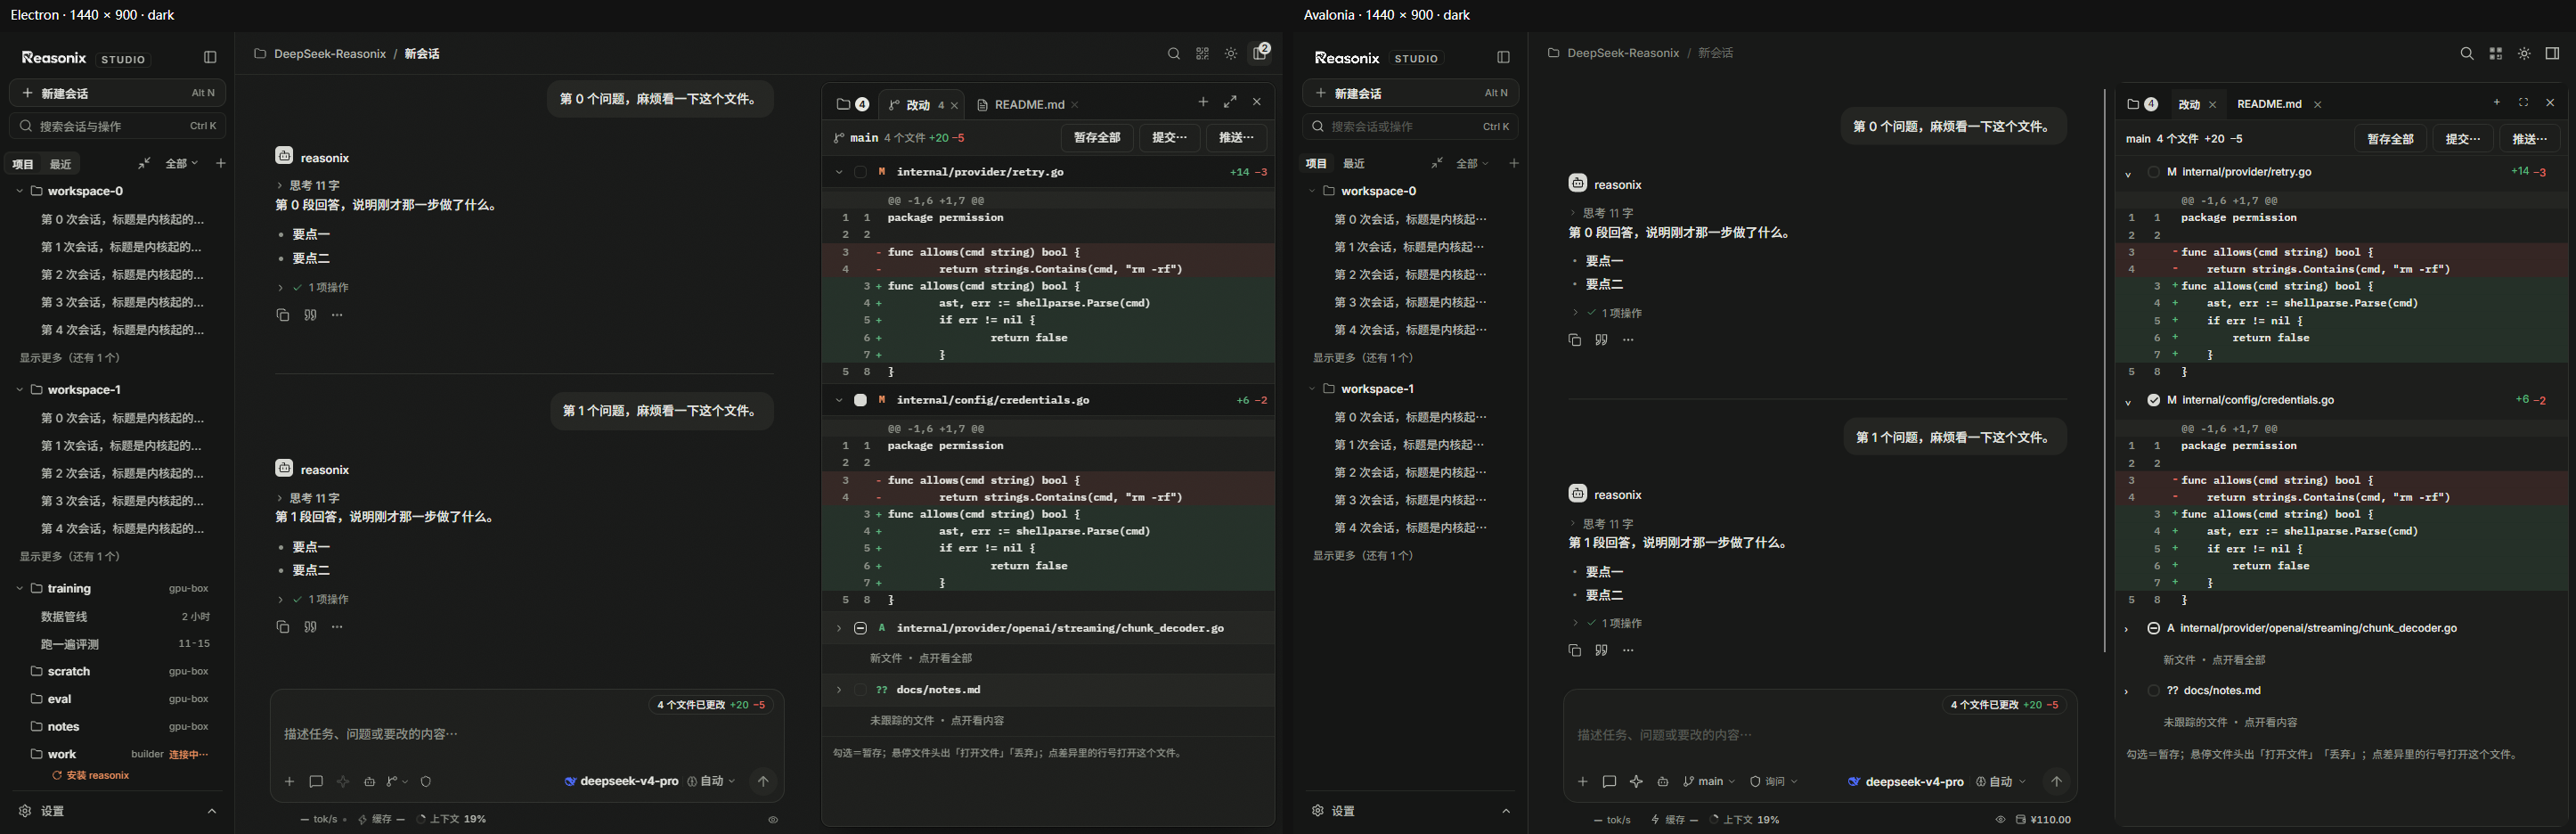 Electron · 1440 × 900 · dark
Reasonix STUDIO
新建会话 Alt N
搜索会话与操作 Ctrl K
项目 最近 全部
workspace-0
第 0 次会话，标题是内核起的...
第 1 次会话，标题是内核起的...
第 2 次会话，标题是内核起的...
第 3 次会话，标题是内核起的...
第 4 次会话，标题是内核起的...
显示更多（还有 1 个）
workspace-1
第 0 次会话，标题是内核起的...
第 1 次会话，标题是内核起的...
第 2 次会话，标题是内核起的...
第 3 次会话，标题是内核起的...
第 4 次会话，标题是内核起的...
显示更多（还有 1 个）
training gpu-box
数据管线 2 小时
跑一遍评测 11-15
scratch gpu-box
eval gpu-box
notes gpu-box
work builder 连接中···
安装 reasonix
设置
DeepSeek-Reasonix / 新会话
2
第 0 个问题，麻烦看一下这个文件。
reasonix
思考 11 字
第 0 段回答，说明刚才那一步做了什么。
• 要点一
• 要点二
1 项操作
第 1 个问题，麻烦看一下这个文件。
reasonix
思考 11 字
第 1 段回答，说明刚才那一步做了什么。
• 要点一
• 要点二
1 项操作
4 个文件已更改 +20 −5
描述任务、问题或要改的内容···
deepseek-v4-pro 自动
— tok/s • 缓存 — 上下文 19%
4 改动 4 × README.md ×
main 4 个文件 +20 −5 暂存全部 提交··· 推送···
M internal/provider/retry.go +14 −3
@@ -1,6 +1,7 @@
1 1 package permission
2 2
3 - func allows(cmd string) bool {
4 - return strings.Contains(cmd, "rm -rf")
3 + func allows(cmd string) bool {
4 + ast, err := shellparse.Parse(cmd)
5 + if err != nil {
6 + return false
7 + }
5 8 }
M internal/config/credentials.go +6 −2
@@ -1,6 +1,7 @@
1 1 package permission
2 2
3 - func allows(cmd string) bool {
4 - return strings.Contains(cmd, "rm -rf")
3 + func allows(cmd string) bool {
4 + ast, err := shellparse.Parse(cmd)
5 + if err != nil {
6 + return false
7 + }
5 8 }
A internal/provider/openai/streaming/chunk_decoder.go
新文件 • 点开看全部
?? docs/notes.md
未跟踪的文件 • 点开看内容
勾选＝暂存；悬停文件头出「打开文件」「丢弃」；点差异里的行号打开这个文件。
Avalonia · 1440 × 900 · dark
Reasonix STUDIO
新建会话 Alt N
搜索会话或操作 Ctrl K
项目 最近 全部
workspace-0
第 0 次会话，标题是内核起···
第 1 次会话，标题是内核起···
第 2 次会话，标题是内核起···
第 3 次会话，标题是内核起···
第 4 次会话，标题是内核起···
显示更多（还有 1 个）
workspace-1
第 0 次会话，标题是内核起···
第 1 次会话，标题是内核起···
第 2 次会话，标题是内核起···
第 3 次会话，标题是内核起···
第 4 次会话，标题是内核起···
显示更多（还有 1 个）
设置
DeepSeek-Reasonix / 新会话
第 0 个问题，麻烦看一下这个文件。
reasonix
思考 11 字
第 0 段回答，说明刚才那一步做了什么。
• 要点一
• 要点二
1 项操作
第 1 个问题，麻烦看一下这个文件。
reasonix
思考 11 字
第 1 段回答，说明刚才那一步做了什么。
• 要点一
• 要点二
1 项操作
4 个文件已更改 +20 −5
描述任务、问题或要改的内容···
main 询问 deepseek-v4-pro 自动
— tok/s 缓存 — 上下文 19% ¥110.00
4 改动 × README.md ×
main 4 个文件 +20 −5 暂存全部 提交··· 推送···
M internal/provider/retry.go +14 −3
@@ -1,6 +1,7 @@
1 1 package permission
2 2
3 - func allows(cmd string) bool {
4 - return strings.Contains(cmd, "rm -rf")
3 + func allows(cmd string) bool {
4 + ast, err := shellparse.Parse(cmd)
5 + if err != nil {
6 + return false
7 + }
5 8 }
M internal/config/credentials.go +6 −2
@@ -1,6 +1,7 @@
1 1 package permission
2 2
3 - func allows(cmd string) bool {
4 - return strings.Contains(cmd, "rm -rf")
3 + func allows(cmd string) bool {
4 + ast, err := shellparse.Parse(cmd)
5 + if err != nil {
6 + return false
7 + }
5 8 }
A internal/provider/openai/streaming/chunk_decoder.go
新文件 • 点开看全部
?? docs/notes.md
未跟踪的文件 • 点开看内容
勾选＝暂存；悬停文件头出「打开文件」「丢弃」；点差异里的行号打开这个文件。